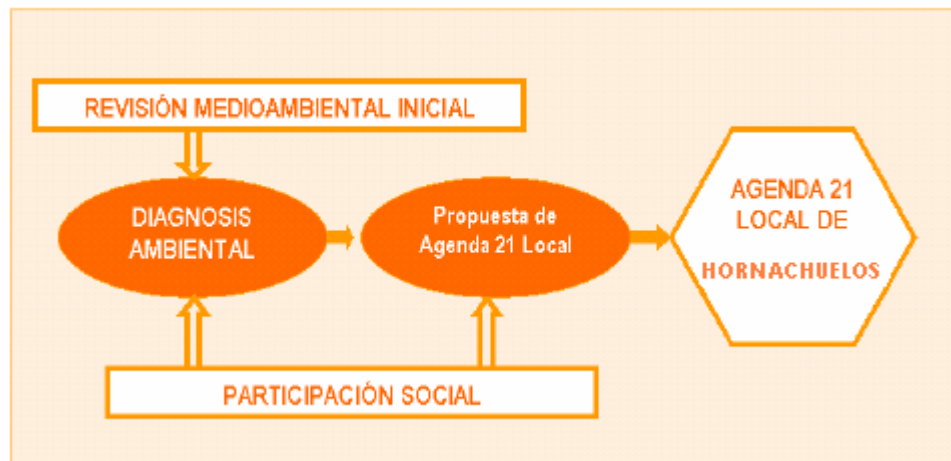 REVISIÓN MEDIOAMBIENTAL INICIAL
DIAGNOSIS
AMBIENTAL
Propuesta de
Agenda 21 Local
AGENDA 21
LOCAL DE
HORNACHUELOS
PARTICIPACIÓN SOCIAL